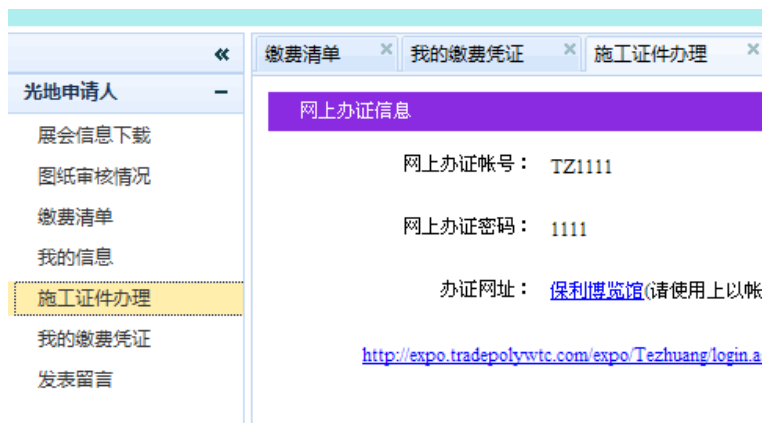 缴费清单 我的缴费凭证 施工证件办理
光地申请人
展会信息下载
图纸审核情况
缴费清单
我的信息
施工证件办理
我的缴费凭证
发表留言
网上办证信息
网上办证帐号： TZ1111
网上办证密码： 1111
办证网址： 保利博览馆(请使用上以帐
http://expo.tradepolywtc.com/expo/Tezhuang/login.a